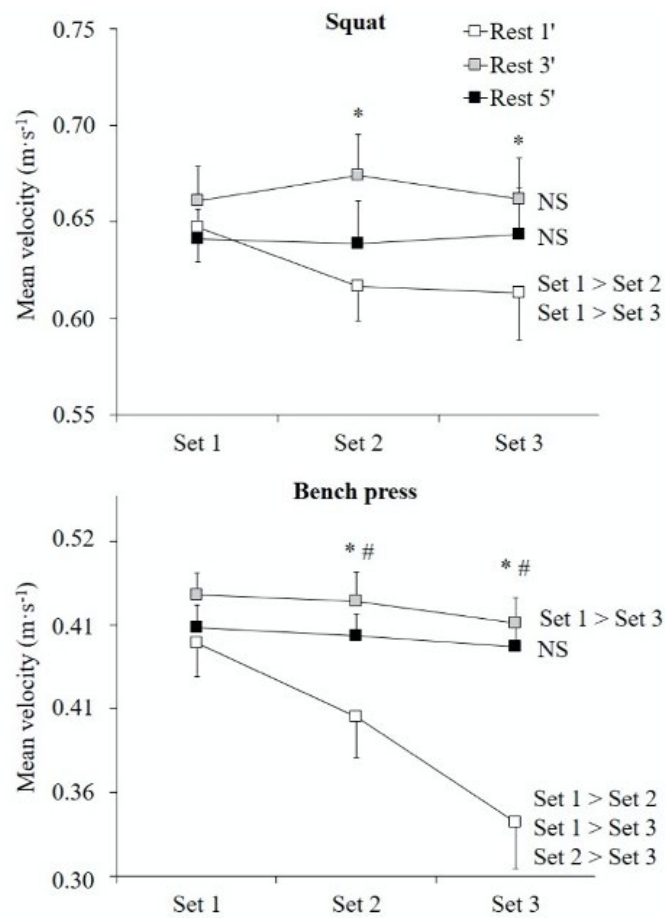 Squat
Rest 1'
Rest 3'
Rest 5'
0.75
0.70
0.65
0.60
0.55
Mean velocity (m·s⁻¹)
* *
NS
NS
Set 1 > Set 2
Set 1 > Set 3
Set 1 Set 2 Set 3
Bench press
0.52
0.41
0.41
0.36
0.30
Mean velocity (m·s⁻¹)
* # * #
Set 1 > Set 3
NS
Set 1 > Set 2
Set 1 > Set 3
Set 2 > Set 3
Set 1 Set 2 Set 3